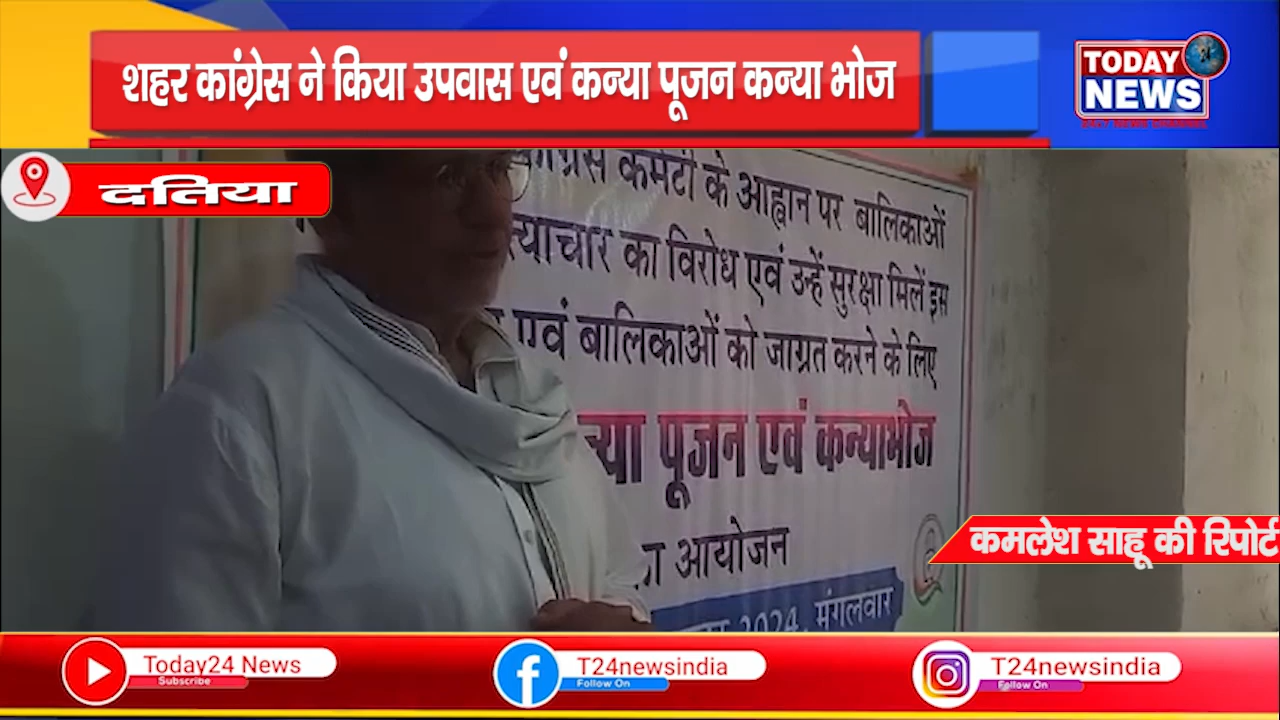 शहर कांग्रेस ने किया उपवास एवं कन्या पूजन कन्या भोज
TODAY
NEWS
दतिया
कमेटी के आह्वान पर बालिकाओं
का विरोध एवं उन्हें सुरक्षा मिलें इस
एवं बालिकाओं को जाग्रत करने के लिए
पूजन एवं कन्याभोज
आयोजन
2024, मंगलवार
कमलेश साहू की रिपोर्ट
Today24 News
Subscribe
T24newsindia
Follow On
T24newsindia
Follow On